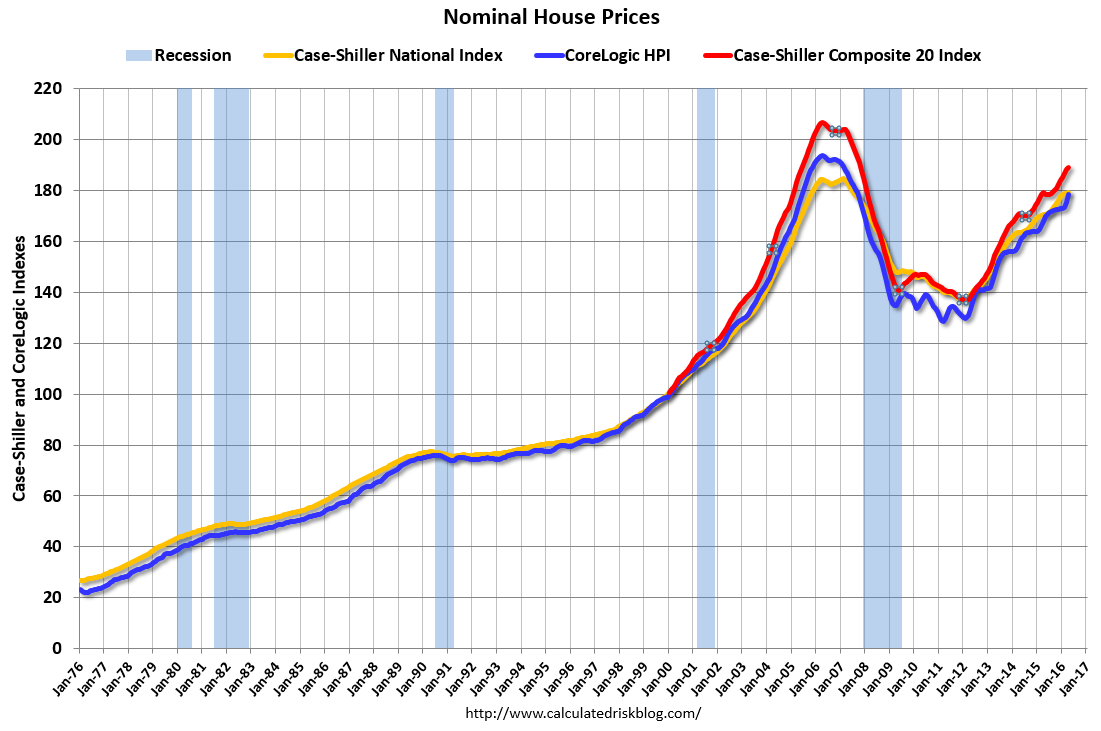 Nominal House Prices
Recession Case-Shiller National Index CoreLogic HPI Case-Shiller Composite 20 Index
Case-Shiller and CoreLogic Indexes
220
200
180
160
140
120
100
80
60
40
20
0
Jan-76 Jan-77 Jan-78 Jan-79 Jan-80 Jan-81 Jan-82 Jan-83 Jan-84 Jan-85 Jan-86 Jan-87 Jan-88 Jan-89 Jan-90 Jan-91 Jan-92 Jan-93 Jan-94 Jan-95 Jan-96 Jan-97 Jan-98 Jan-99 Jan-00 Jan-01 Jan-02 Jan-03 Jan-04 Jan-05 Jan-06 Jan-07 Jan-08 Jan-09 Jan-10 Jan-11 Jan-12 Jan-13 Jan-14 Jan-15 Jan-16 Jan-17
http://www.calculatedriskblog.com/